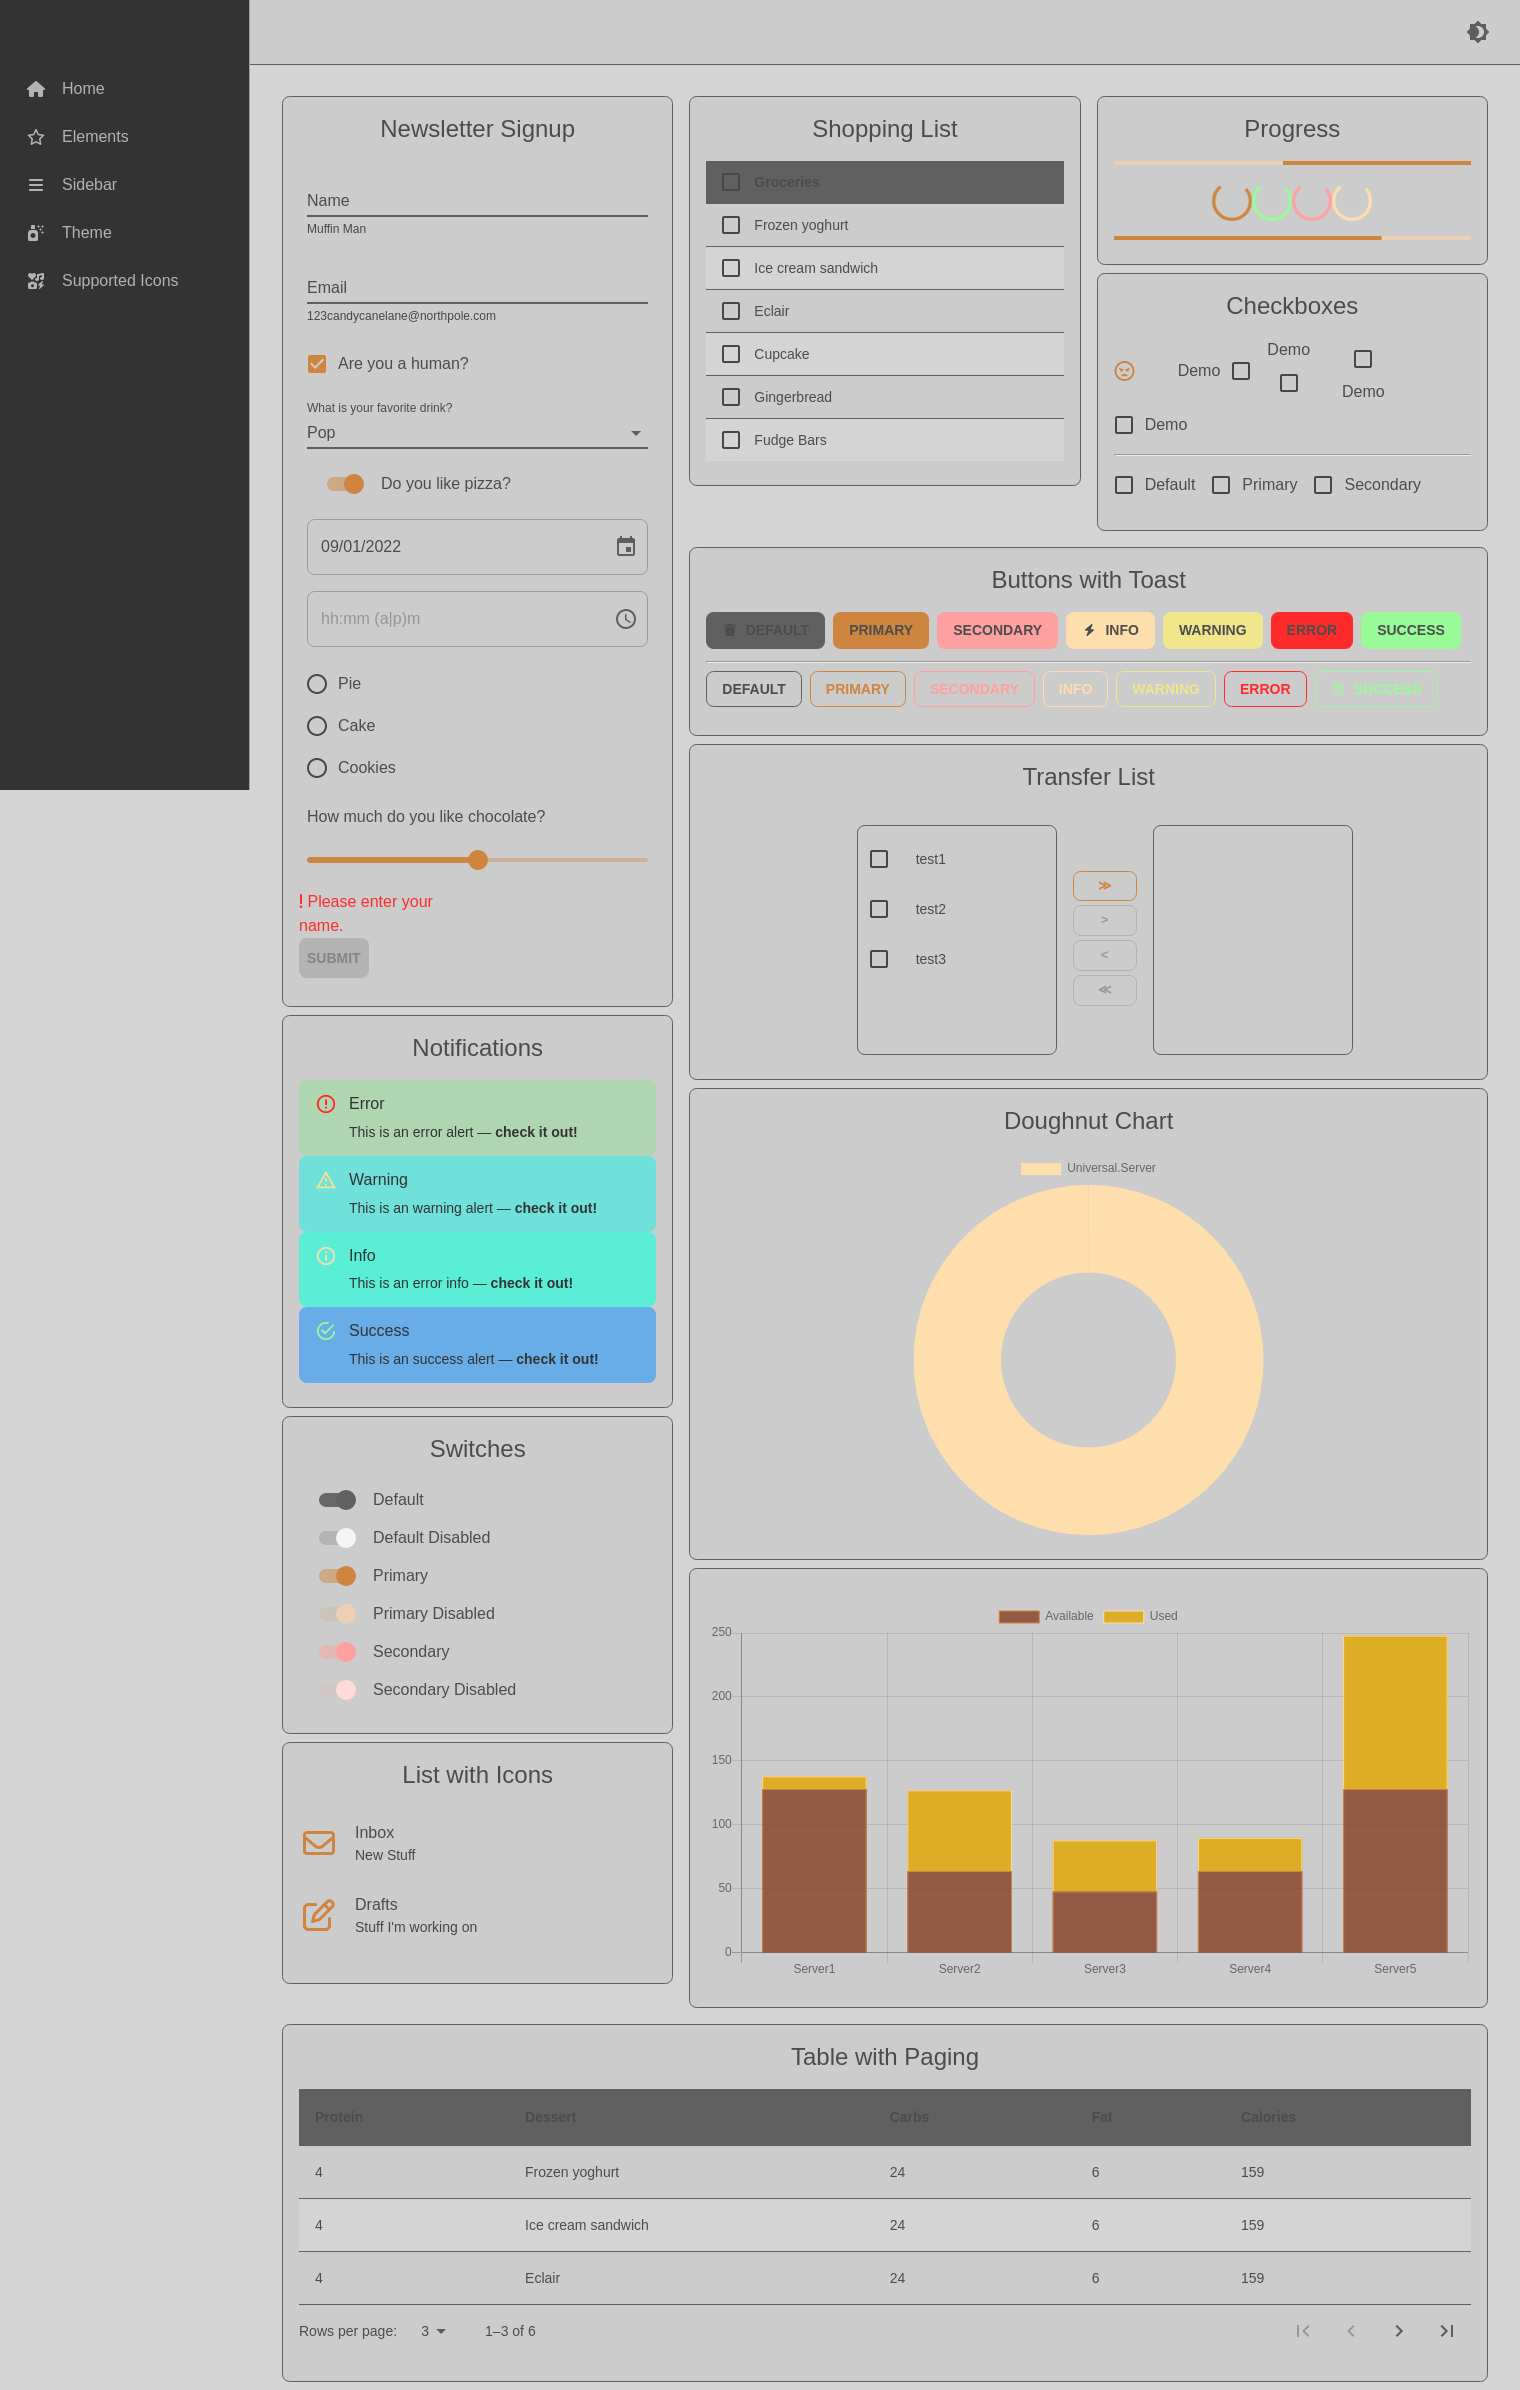 Home
Elements
Sidebar
Theme
Supported Icons
Newsletter Signup
Name
Muffin Man
Email
123candycanelane@northpole.com
Are you a human?
What is your favorite drink?
Pop
Do you like pizza?
09/01/2022
hh:mm (a|p)m
Pie
Cake
Cookies
How much do you like chocolate?
! Please enter your
name.
SUBMIT
Shopping List
Groceries
Frozen yoghurt
Ice cream sandwich
Eclair
Cupcake
Gingerbread
Fudge Bars
Progress
Checkboxes
Demo
Demo
Demo
Demo
Default Primary Secondary
Buttons with Toast
DEFAULT PRIMARY SECONDARY INFO WARNING ERROR SUCCESS
DEFAULT PRIMARY SECONDARY INFO WARNING ERROR SUCCESS
Transfer List
test1
test2
test3
≫
>
<
≪
Notifications
Error
This is an error alert — check it out!
Warning
This is an warning alert — check it out!
Info
This is an error info — check it out!
Success
This is an success alert — check it out!
Doughnut Chart
Universal.Server
Switches
Default
Default Disabled
Primary
Primary Disabled
Secondary
Secondary Disabled
List with Icons
Inbox
New Stuff
Drafts
Stuff I'm working on
Available Used
250
200
150
100
50
0
Server1 Server2 Server3 Server4 Server5
Table with Paging
Protein Dessert Carbs Fat Calories
4 Frozen yoghurt 24 6 159
4 Ice cream sandwich 24 6 159
4 Eclair 24 6 159
Rows per page: 3 1–3 of 6